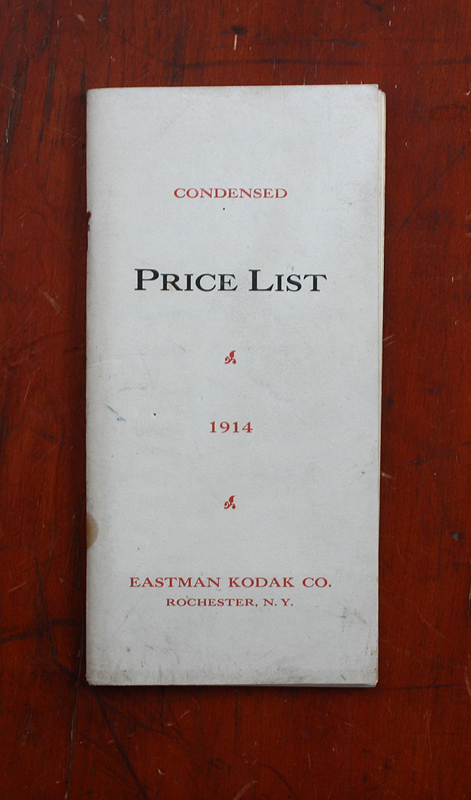 CONDENSED
PRICE LIST
1914
EASTMAN KODAK CO.
ROCHESTER, N. Y.